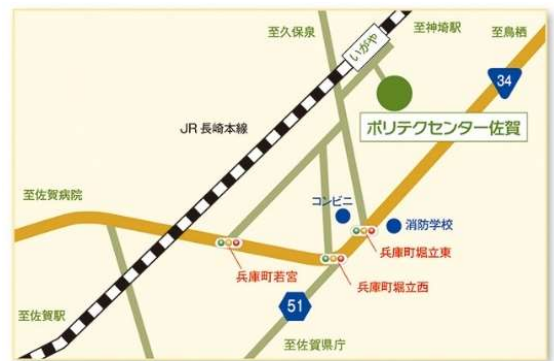 至久保泉
至神埼駅
至鳥栖
いがや
34
JR 長崎本線
ポリテクセンター佐賀
至佐賀病院
コンビニ
消防学校
兵庫町堀立東
兵庫町若宮
兵庫町堀立西
51
至佐賀駅
至佐賀県庁